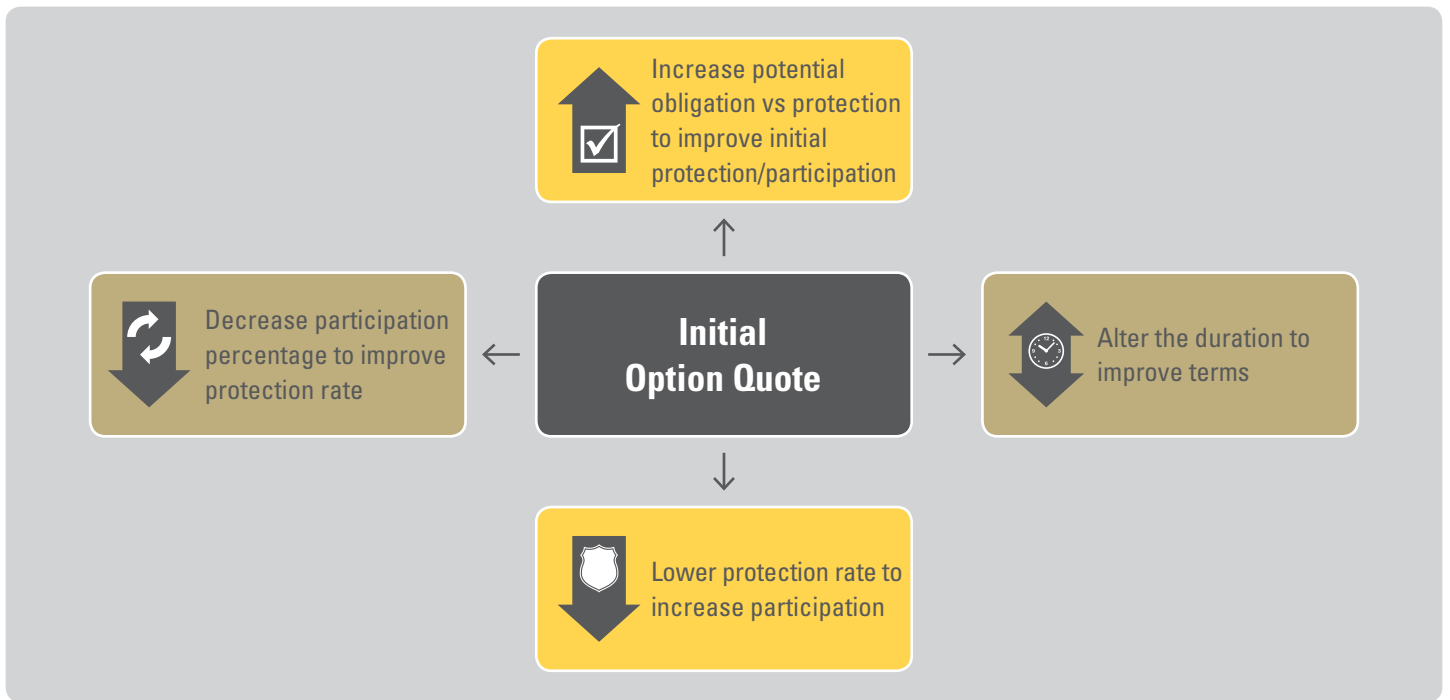 Increase potential
obligation vs protection
to improve initial
protection/participation
Decrease participation
percentage to improve
protection rate
Initial
Option Quote
Alter the duration to
improve terms
Lower protection rate to
increase participation